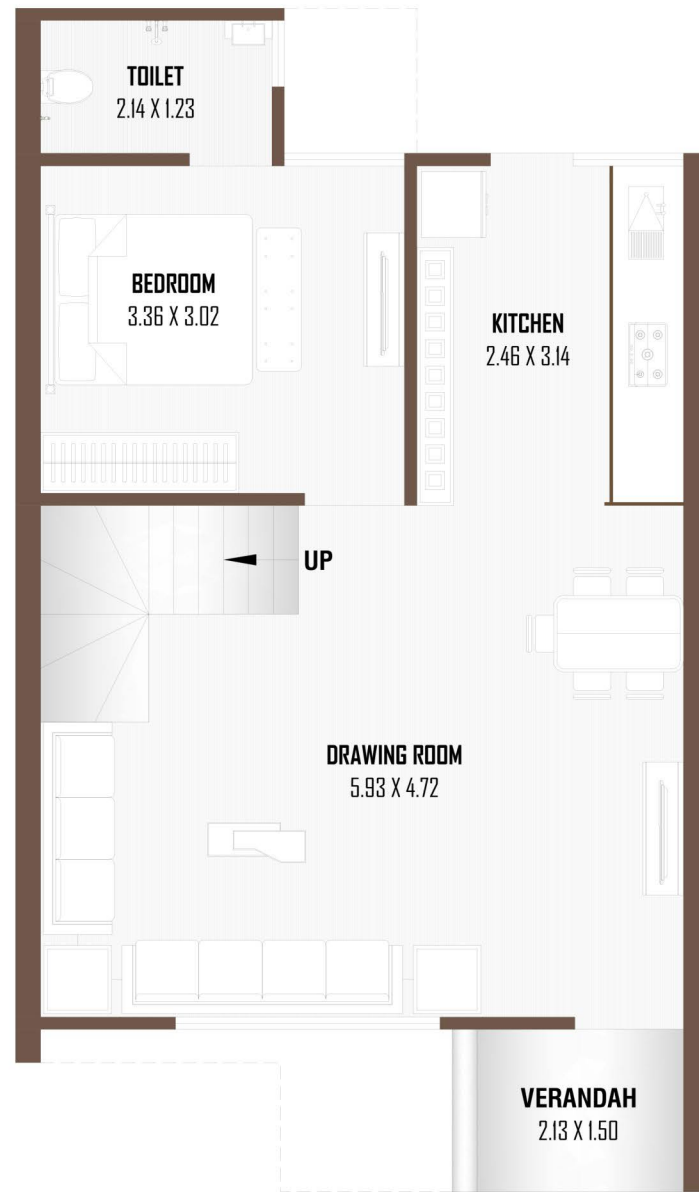 TOILET
2.14 X 1.23
BEDROOM
3.36 X 3.02
KITCHEN
2.46 X 3.14
UP
DRAWING ROOM
5.93 X 4.72
VERANDAH
2.13 X 1.50